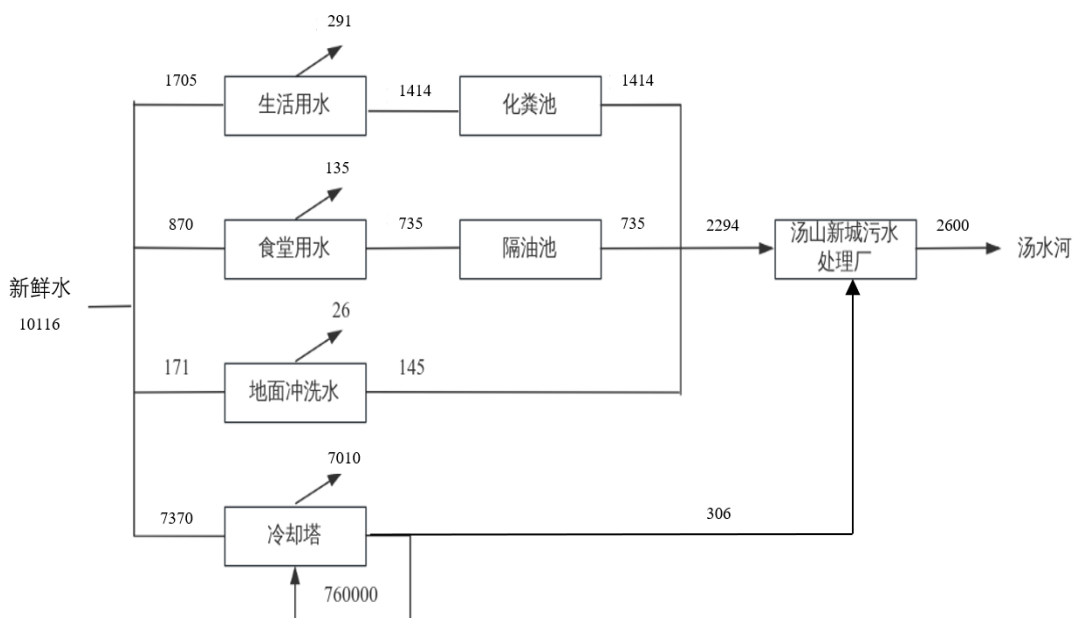 291
1705
生活用水
1414
化粪池
1414
135
870
食堂用水
735
隔油池
735
2294
汤山新城污水
处理厂
2600
汤水河
新鲜水
10116
26
171
地面冲洗水
145
7010
7370
冷却塔
306
760000